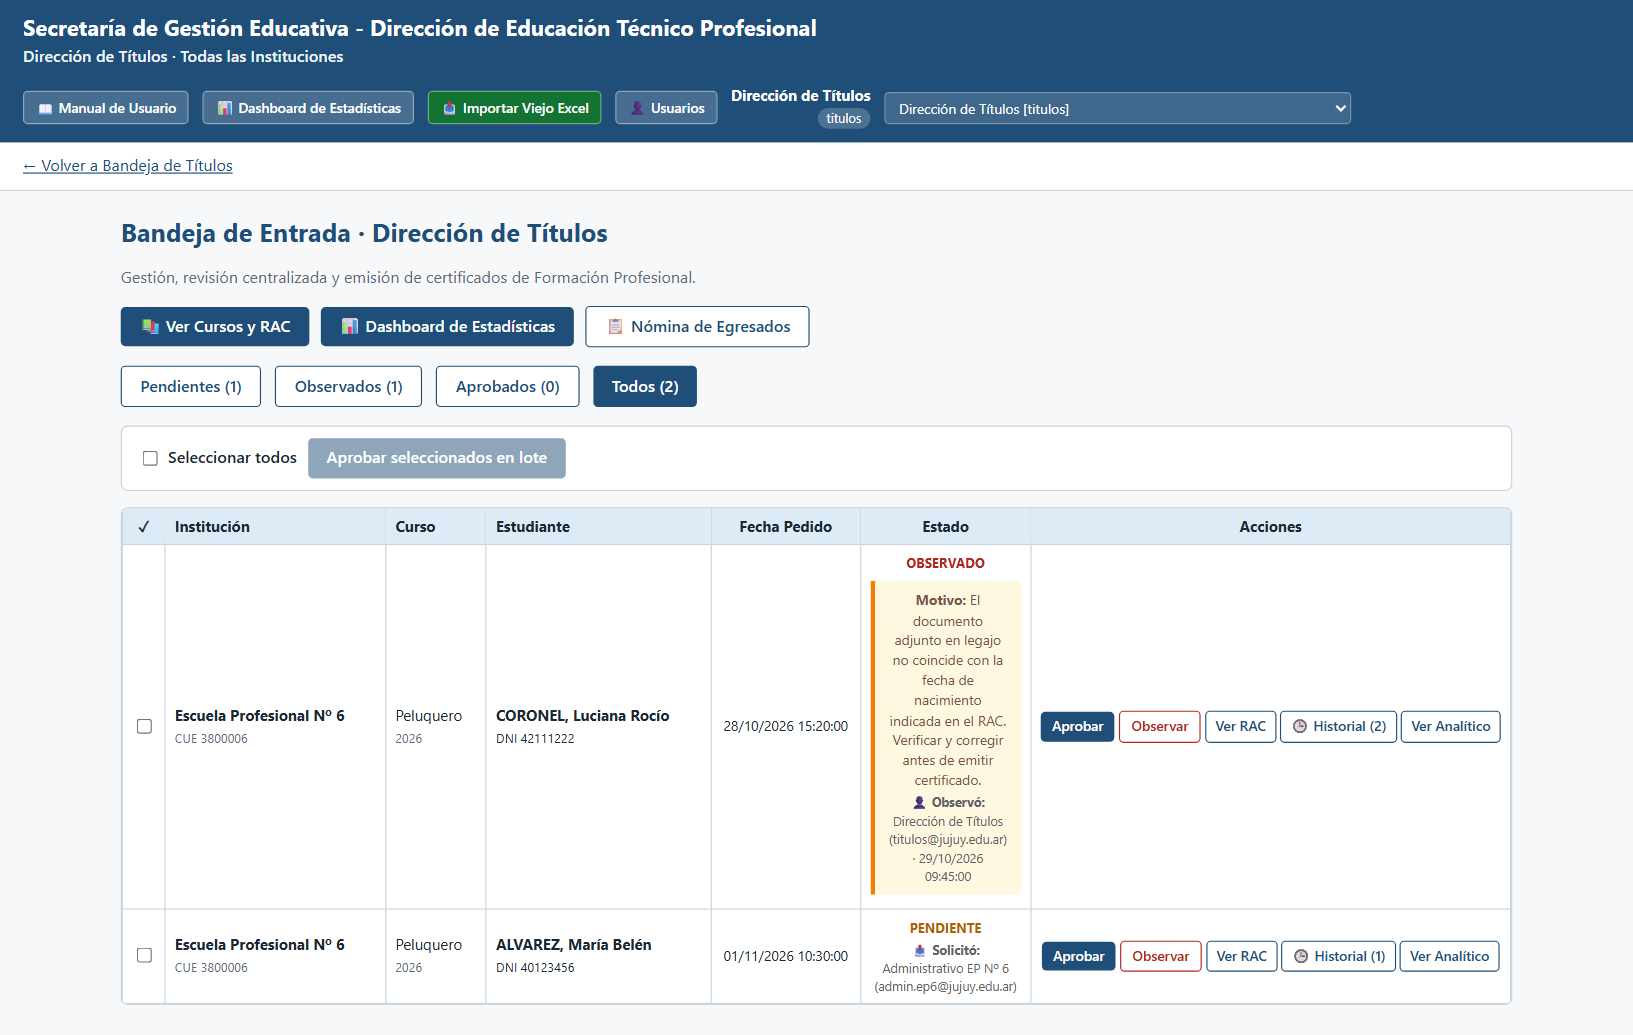 Secretaría de Gestión Educativa - Dirección de Educación Técnico Profesional
Dirección de Títulos · Todas las Instituciones
Manual de Usuario
Dashboard de Estadísticas
Importar Viejo Excel
Usuarios
Dirección de Títulos
titulos
Dirección de Títulos [titulos]
← Volver a Bandeja de Títulos
Bandeja de Entrada · Dirección de Títulos
Gestión, revisión centralizada y emisión de certificados de Formación Profesional.
Ver Cursos y RAC
Dashboard de Estadísticas
Nómina de Egresados
Pendientes (1)
Observados (1)
Aprobados (0)
Todos (2)
Seleccionar todos
Aprobar seleccionados en lote
✓ Institución Curso Estudiante Fecha Pedido Estado Acciones
Escuela Profesional Nº 6
CUE 3800006
Peluquero
2026
CORONEL, Luciana Rocío
DNI 42111222
28/10/2026 15:20:00
OBSERVADO
Motivo: El
documento
adjunto en legajo
no coincide con la
fecha de
nacimiento
indicada en el RAC.
Verificar y corregir
antes de emitir
certificado.
Observó:
Dirección de Títulos
(titulos@jujuy.edu.ar)
· 29/10/2026
09:45:00
Aprobar
Observar
Ver RAC
Historial (2)
Ver Analítico
Escuela Profesional Nº 6
CUE 3800006
Peluquero
2026
ALVAREZ, María Belén
DNI 40123456
01/11/2026 10:30:00
PENDIENTE
Solicitó:
Administrativo EP Nº 6
(admin.ep6@jujuy.edu.ar)
Aprobar
Observar
Ver RAC
Historial (1)
Ver Analítico